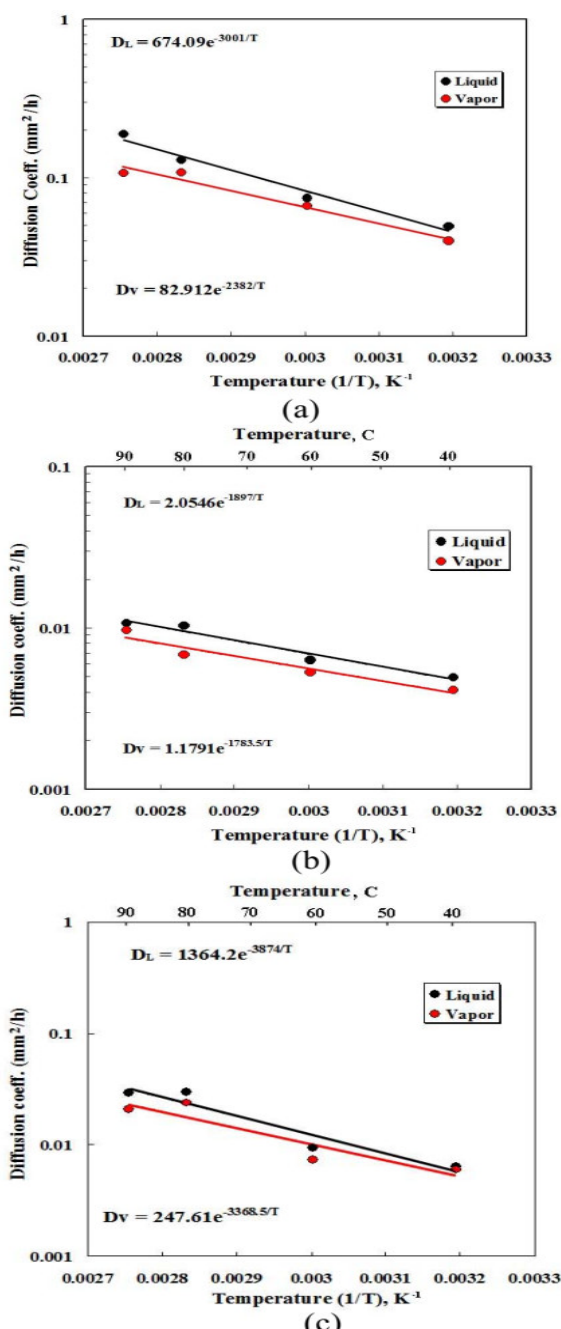 1
D_L = 674.09e^-3001/T
Liquid
Vapor
0.1
Diffusion Coeff. (mm²/h)
Dv = 82.912e^-2382/T
0.01
0.0027 0.0028 0.0029 0.003 0.0031 0.0032 0.0033
Temperature (1/T), K⁻¹
(a)
Temperature, C
90 80 70 60 50 40
0.1
D_L = 2.0546e^-1897/T
Liquid
Vapor
0.01
Diffusion coeff. (mm²/h)
Dv = 1.1791e^-1783.5/T
0.001
0.0027 0.0028 0.0029 0.003 0.0031 0.0032 0.0033
Temperature (1/T), K⁻¹
(b)
Temperature, C
90 80 70 60 50 40
1
D_L = 1364.2e^-3874/T
Liquid
Vapor
0.1
Diffusion coeff. (mm²/h)
0.01
Dv = 247.61e^-3368.5/T
0.001
0.0027 0.0028 0.0029 0.003 0.0031 0.0032 0.0033
Temperature (1/T), K⁻¹
(c)